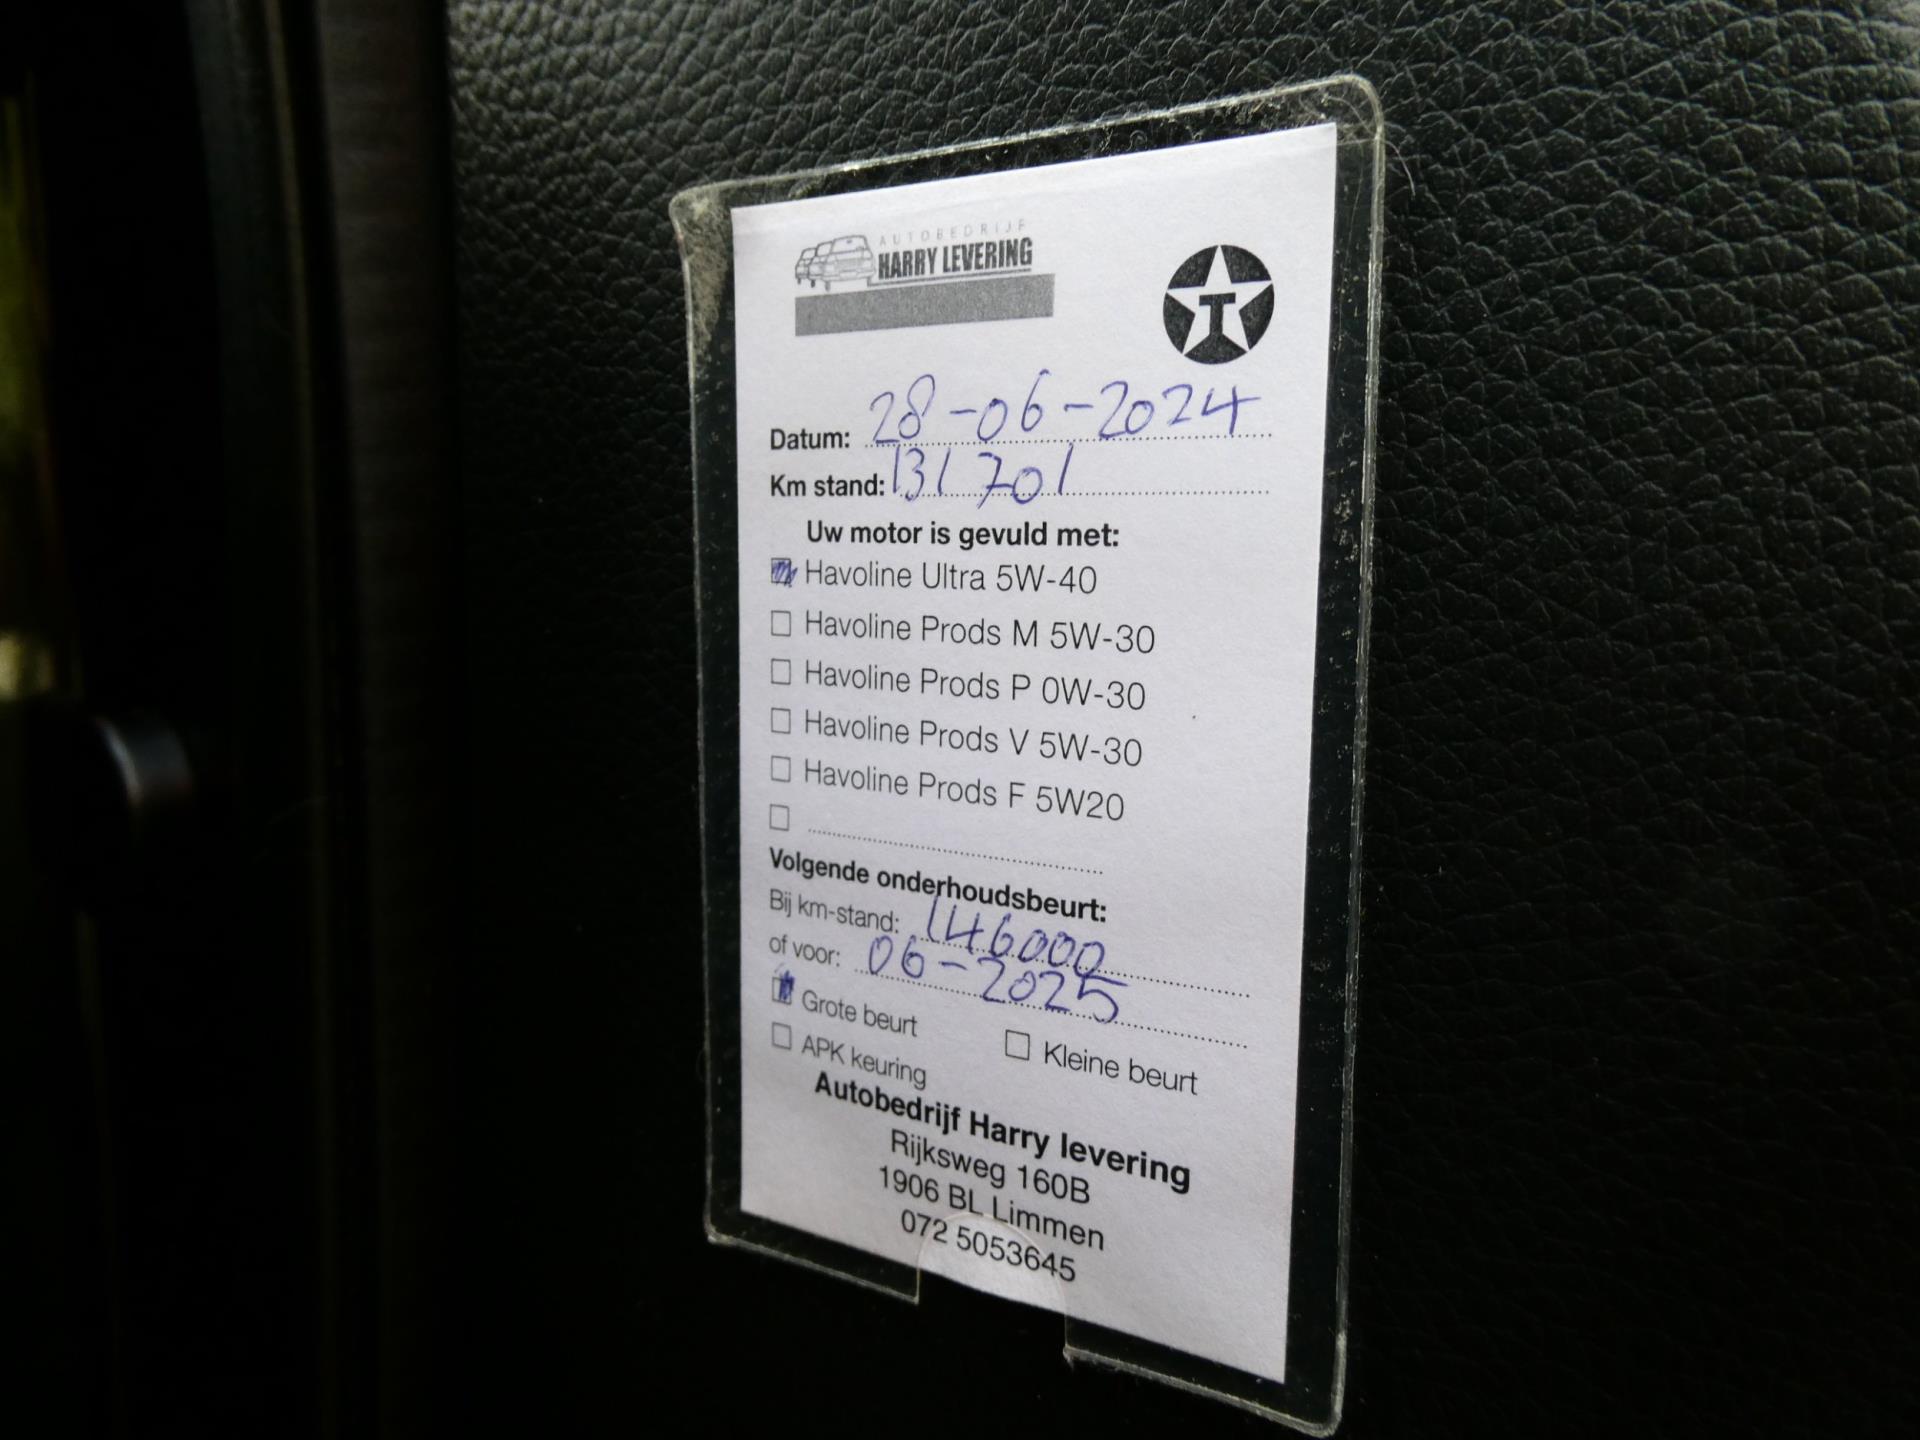 AUTOBEDRIJF
HARRY LEVERING
T
Datum: 28-06-2024
Km stand: 131701
Uw motor is gevuld met:
Havoline Ultra 5W-40
Havoline Prods M 5W-30
Havoline Prods P 0W-30
Havoline Prods V 5W-30
Havoline Prods F 5W20
Volgende onderhoudsbeurt:
Bij km-stand: 146000
of voor: 06-2025
Grote beurt
Kleine beurt
APK keuring
Autobedrijf Harry levering
Rijksweg 160B
1906 BL Limmen
072 5053645